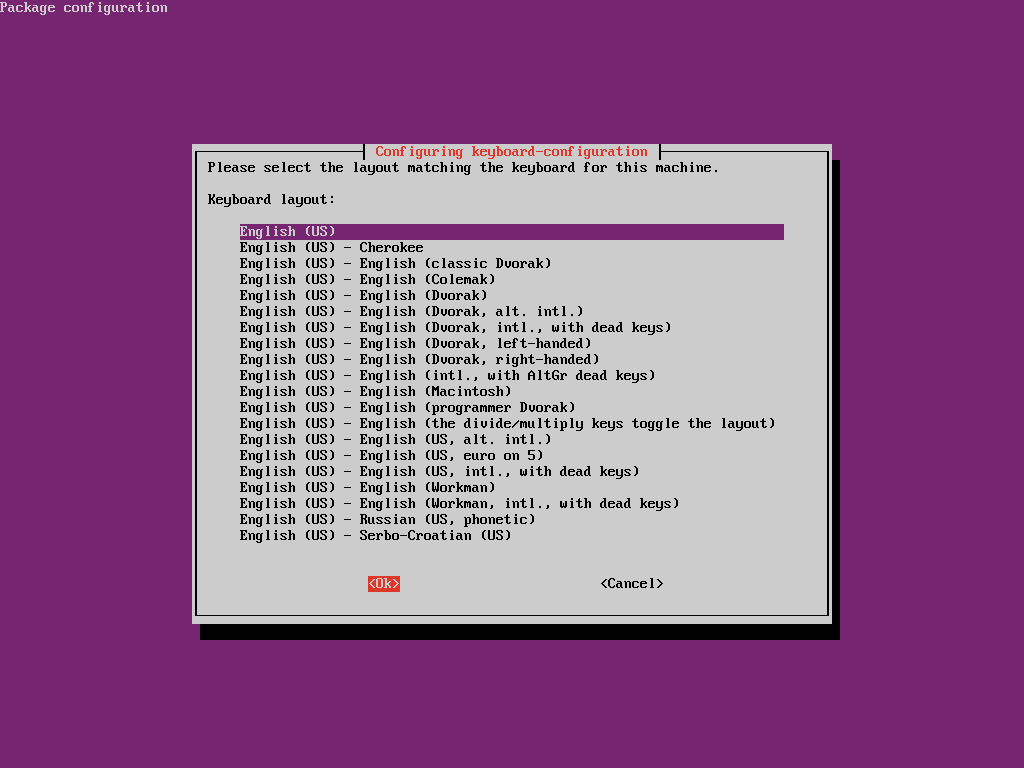 Package configuration
Configuring keyboard-configuration
Please select the layout matching the keyboard for this machine.
Keyboard layout:
English (US)
English (US) - Cherokee
English (US) - English (classic Dvorak)
English (US) - English (Colemak)
English (US) - English (Dvorak)
English (US) - English (Dvorak, alt. intl.)
English (US) - English (Dvorak, intl., with dead keys)
English (US) - English (Dvorak, left-handed)
English (US) - English (Dvorak, right-handed)
English (US) - English (intl., with AltGr dead keys)
English (US) - English (Macintosh)
English (US) - English (programmer Dvorak)
English (US) - English (the divide/multiply keys toggle the layout)
English (US) - English (US, alt. intl.)
English (US) - English (US, euro on 5)
English (US) - English (US, intl., with dead keys)
English (US) - English (Workman)
English (US) - English (Workman, intl., with dead keys)
English (US) - Russian (US, phonetic)
English (US) - Serbo-Croatian (US)
<Ok> <Cancel>